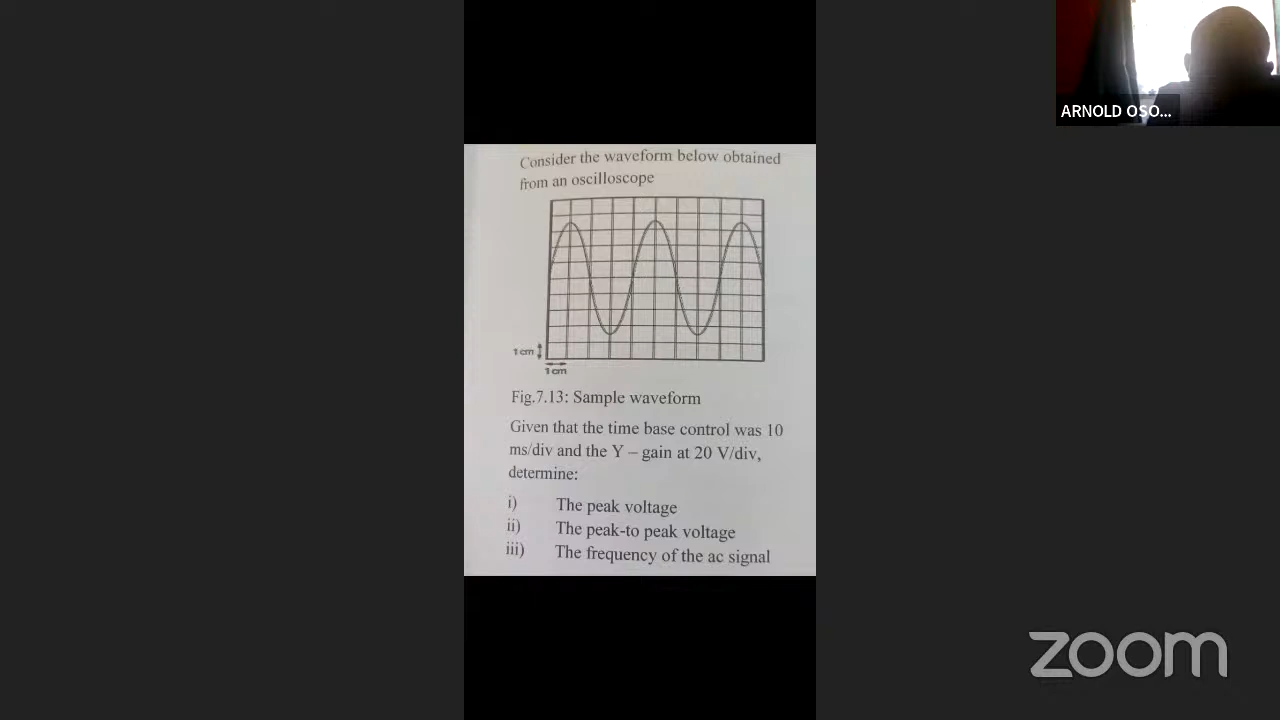 ARNOLD OSO...
Consider the waveform below obtained
from an oscilloscope
1 cm
1 cm
Fig.7.13: Sample waveform
Given that the time base control was 10
ms/div and the Y – gain at 20 V/div,
determine:
i) The peak voltage
ii) The peak-to peak voltage
iii) The frequency of the ac signal
zoom